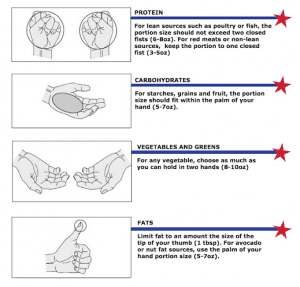 PROTEIN
For lean sources such as poultry or fish, the
portion size should not exceed two closed
fists (6-8oz). For red meats or non-lean
sources, keep the portion to one closed
fist (3-5oz)
CARBOHYDRATES
For starches, grains and fruit, the portion
size should fit within the palm of your
hand (5-7oz).
VEGETABLES AND GREENS
For any vegetable, choose as much as
you can hold in two hands (8-10oz)
FATS
Limit fat to an amount the size of the
tip of your thumb (1 tbsp). For avocado
or nut fat sources, use the palm of your
hand portion size (5-7oz).